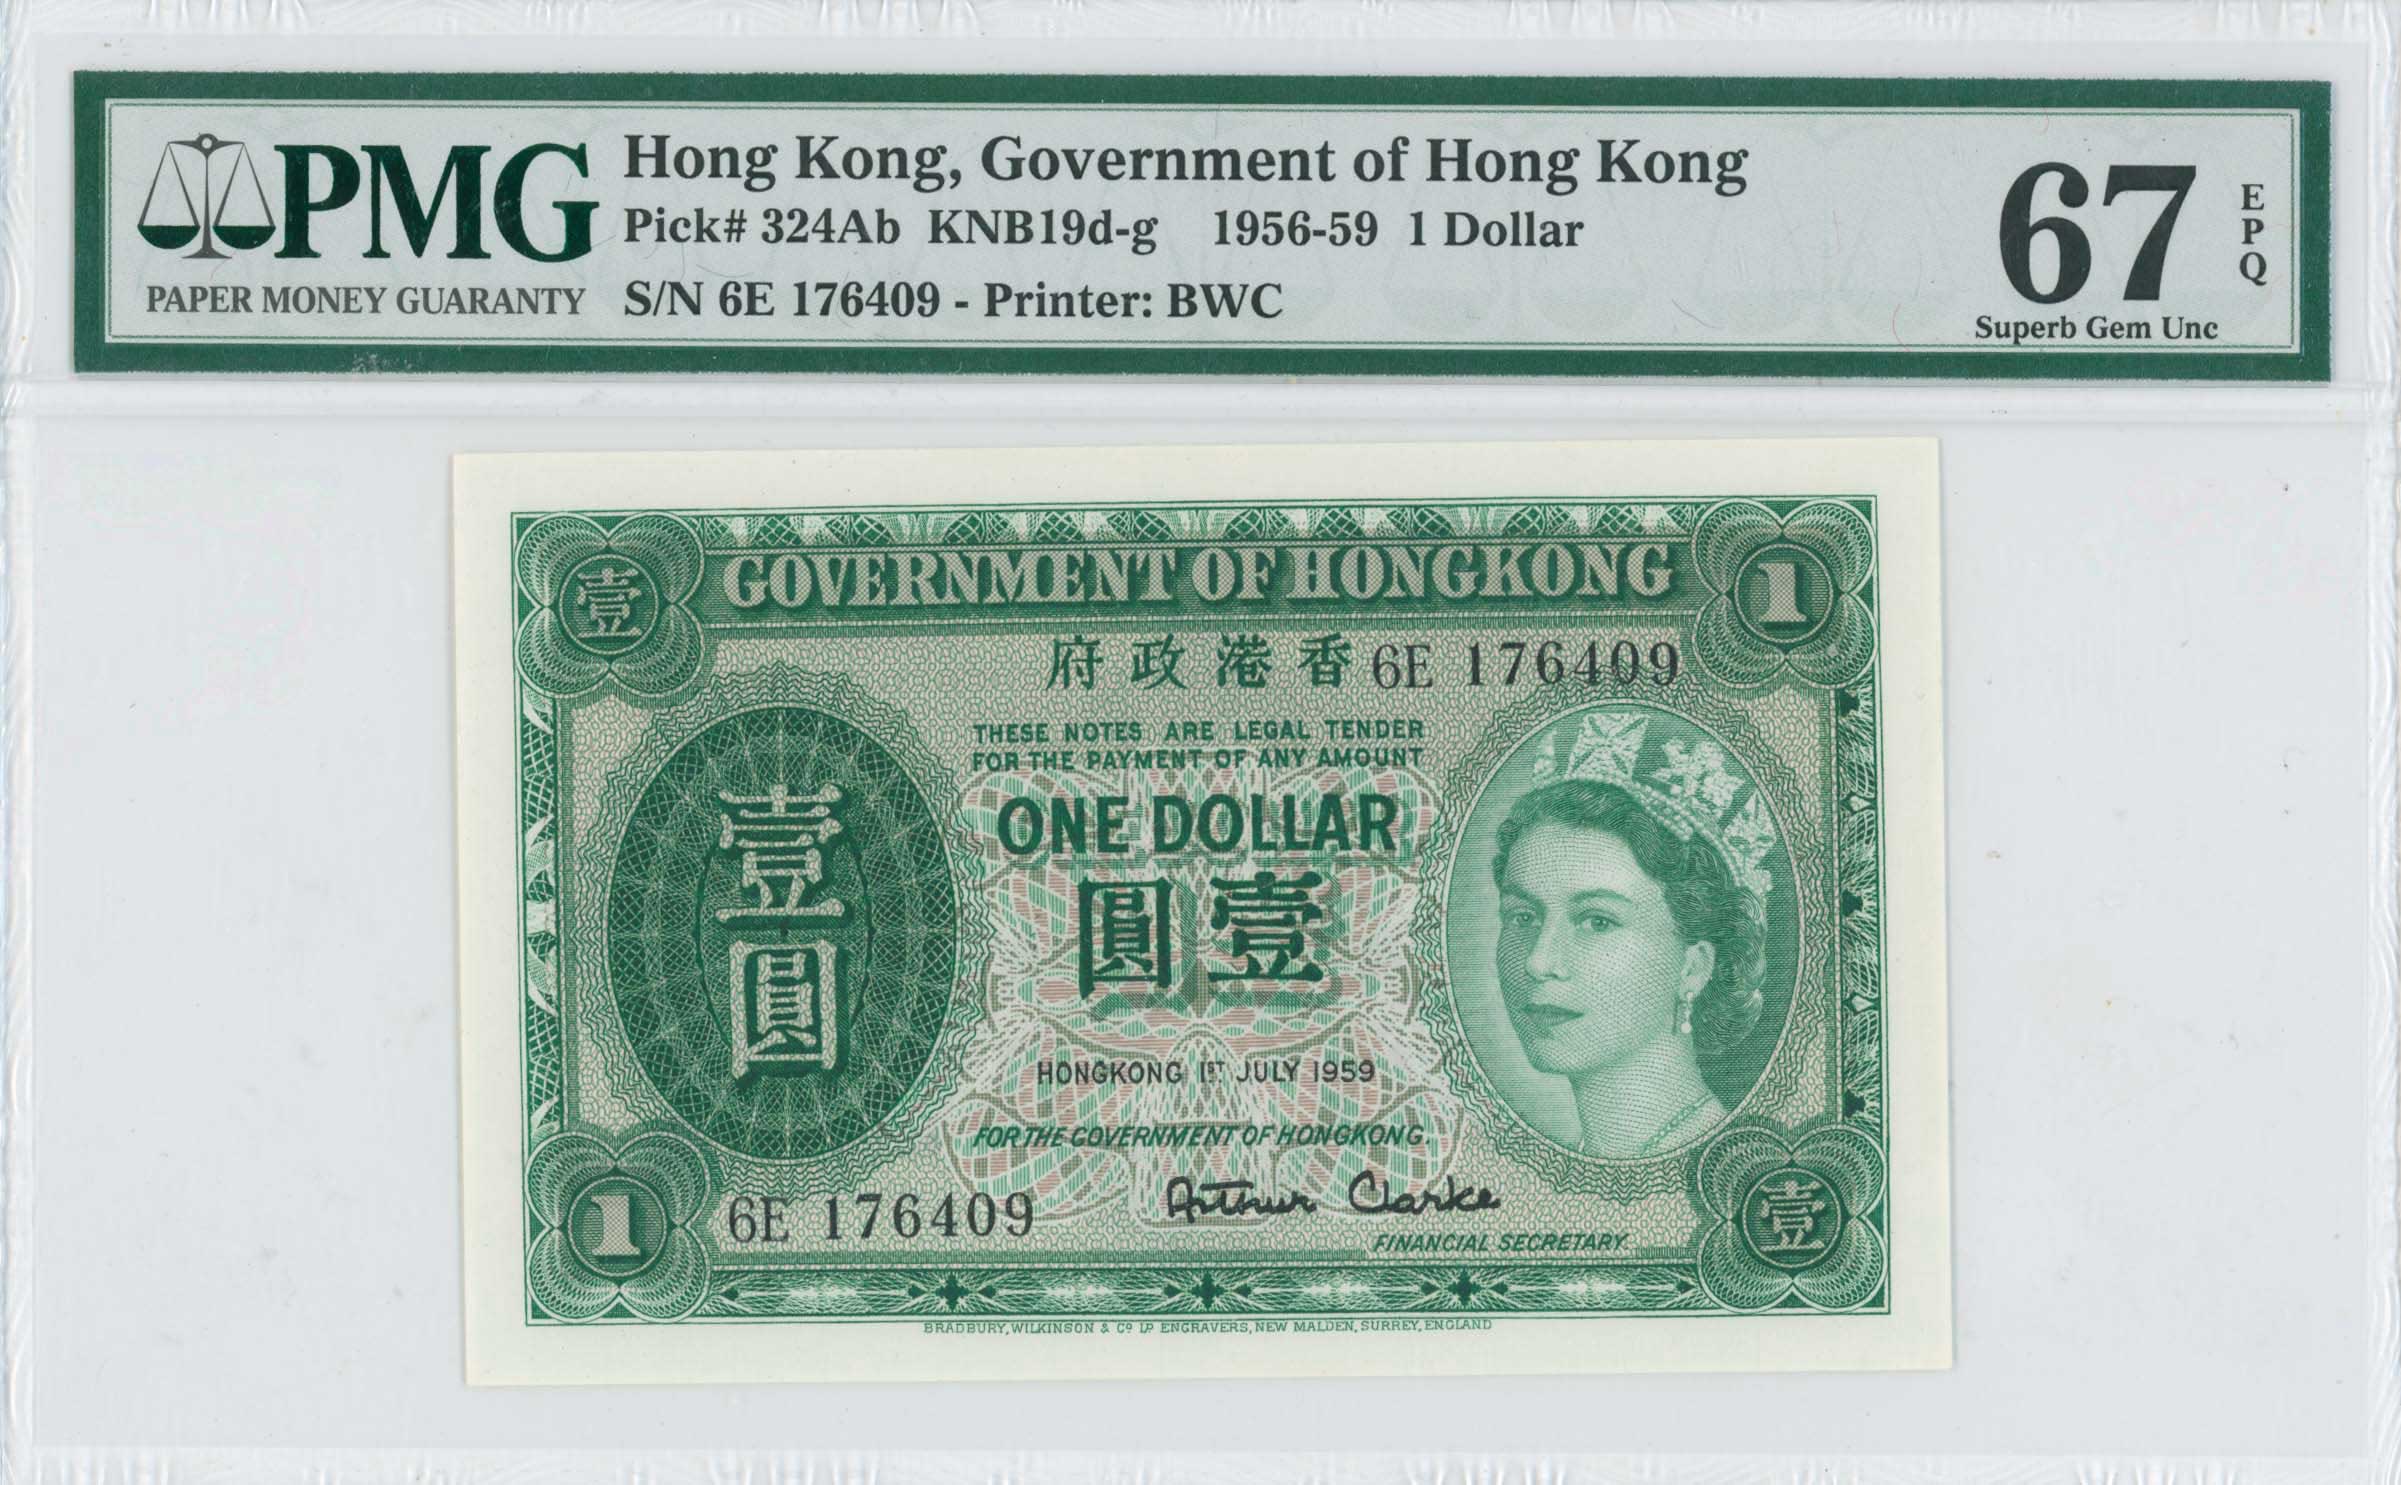 PMG
PAPER MONEY GUARANTY
Hong Kong, Government of Hong Kong
Pick# 324Ab KNB19d-g 1956-59 1 Dollar
S/N 6E 176409 - Printer: BWC
67
EPQ
Superb Gem Unc
壹
GOVERNMENT OF HONGKONG
1
府政港香 6E 176409
THESE NOTES ARE LEGAL TENDER
FOR THE PAYMENT OF ANY AMOUNT
壹圓
ONE DOLLAR
圓壹
HONGKONG 1ST JULY 1959
FOR THE GOVERNMENT OF HONGKONG.
1
6E 176409
Arthur Clarke
FINANCIAL SECRETARY
壹
BRADBURY, WILKINSON & Co LD ENGRAVERS, NEW MALDEN, SURREY, ENGLAND